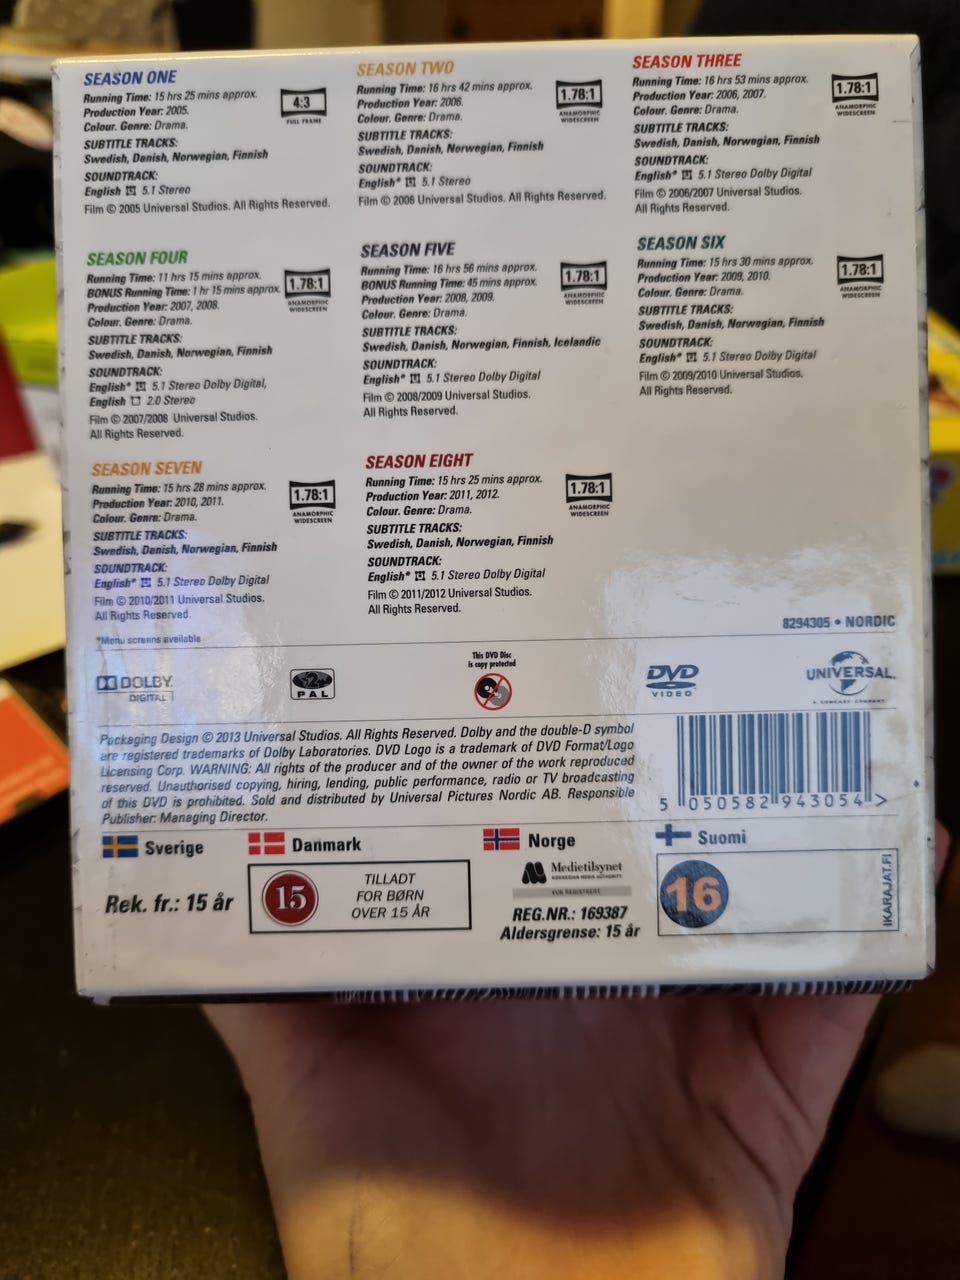 SEASON ONE
Running Time: 15 hrs 25 mins approx.
Production Year: 2005.
Colour. Genre: Drama.
4:3
FULL FRAME
SUBTITLE TRACKS:
Swedish, Danish, Norwegian, Finnish
SOUNDTRACK:
English 5.1 Stereo
Film © 2005 Universal Studios. All Rights Reserved.
SEASON TWO
Running Time: 16 hrs 42 mins approx.
Production Year: 2006.
Colour. Genre: Drama.
1.78:1
ANAMORPHIC
WIDESCREEN
SUBTITLE TRACKS:
Swedish, Danish, Norwegian, Finnish
SOUNDTRACK:
English* 5.1 Stereo
Film © 2006 Universal Studios. All Rights Reserved.
SEASON THREE
Running Time: 16 hrs 53 mins approx.
Production Year: 2006, 2007.
Colour. Genre: Drama.
1.78:1
ANAMORPHIC
WIDESCREEN
SUBTITLE TRACKS:
Swedish, Danish, Norwegian, Finnish
SOUNDTRACK:
English* 5.1 Stereo Dolby Digital
Film © 2006/2007 Universal Studios.
All Rights Reserved.
SEASON FOUR
Running Time: 11 hrs 15 mins approx.
BONUS Running Time: 1 hr 15 mins approx.
Production Year: 2007, 2008.
Colour. Genre: Drama.
1.78:1
ANAMORPHIC
WIDESCREEN
SUBTITLE TRACKS:
Swedish, Danish, Norwegian, Finnish
SOUNDTRACK:
English* 5.1 Stereo Dolby Digital,
English 2.0 Stereo
Film © 2007/2008 Universal Studios.
All Rights Reserved.
SEASON FIVE
Running Time: 16 hrs 56 mins approx.
BONUS Running Time: 45 mins approx.
Production Year: 2008, 2009.
Colour. Genre: Drama.
1.78:1
ANAMORPHIC
WIDESCREEN
SUBTITLE TRACKS:
Swedish, Danish, Norwegian, Finnish, Icelandic
SOUNDTRACK:
English* 5.1 Stereo Dolby Digital
Film © 2008/2009 Universal Studios.
All Rights Reserved.
SEASON SIX
Running Time: 15 hrs 30 mins approx.
Production Year: 2009, 2010.
Colour. Genre: Drama.
1.78:1
ANAMORPHIC
WIDESCREEN
SUBTITLE TRACKS:
Swedish, Danish, Norwegian, Finnish
SOUNDTRACK:
English* 5.1 Stereo Dolby Digital
Film © 2009/2010 Universal Studios.
All Rights Reserved.
SEASON SEVEN
Running Time: 15 hrs 28 mins approx.
Production Year: 2010, 2011.
Colour. Genre: Drama.
1.78:1
ANAMORPHIC
WIDESCREEN
SUBTITLE TRACKS:
Swedish, Danish, Norwegian, Finnish
SOUNDTRACK:
English* 5.1 Stereo Dolby Digital
Film © 2010/2011 Universal Studios.
All Rights Reserved.
SEASON EIGHT
Running Time: 15 hrs 25 mins approx.
Production Year: 2011, 2012.
Colour. Genre: Drama.
1.78:1
ANAMORPHIC
WIDESCREEN
SUBTITLE TRACKS:
Swedish, Danish, Norwegian, Finnish
SOUNDTRACK:
English* 5.1 Stereo Dolby Digital
Film © 2011/2012 Universal Studios.
All Rights Reserved.
8294305 • NORDIC
*Menu screens available
DOLBY
DIGITAL
2
PAL
This DVD Disc
is copy protected
DVD
VIDEO
UNIVERSAL
A COMCAST COMPANY
Packaging Design © 2013 Universal Studios. All Rights Reserved. Dolby and the double-D symbol
are registered trademarks of Dolby Laboratories. DVD Logo is a trademark of DVD Format/Logo
Licensing Corp. WARNING: All rights of the producer and of the owner of the work reproduced
reserved. Unauthorised copying, hiring, lending, public performance, radio or TV broadcasting
of this DVD is prohibited. Sold and distributed by Universal Pictures Nordic AB. Responsible
Publisher: Managing Director.
5 050582 943054 >
Sverige
Rek. fr.: 15 år
Danmark
15
TILLADT
FOR BØRN
OVER 15 ÅR
Norge
Medietilsynet
NORWEGIAN MEDIA AUTHORITY
REG.NR.: 169387
Aldersgrense: 15 år
Suomi
16
IKARAJAT.FI